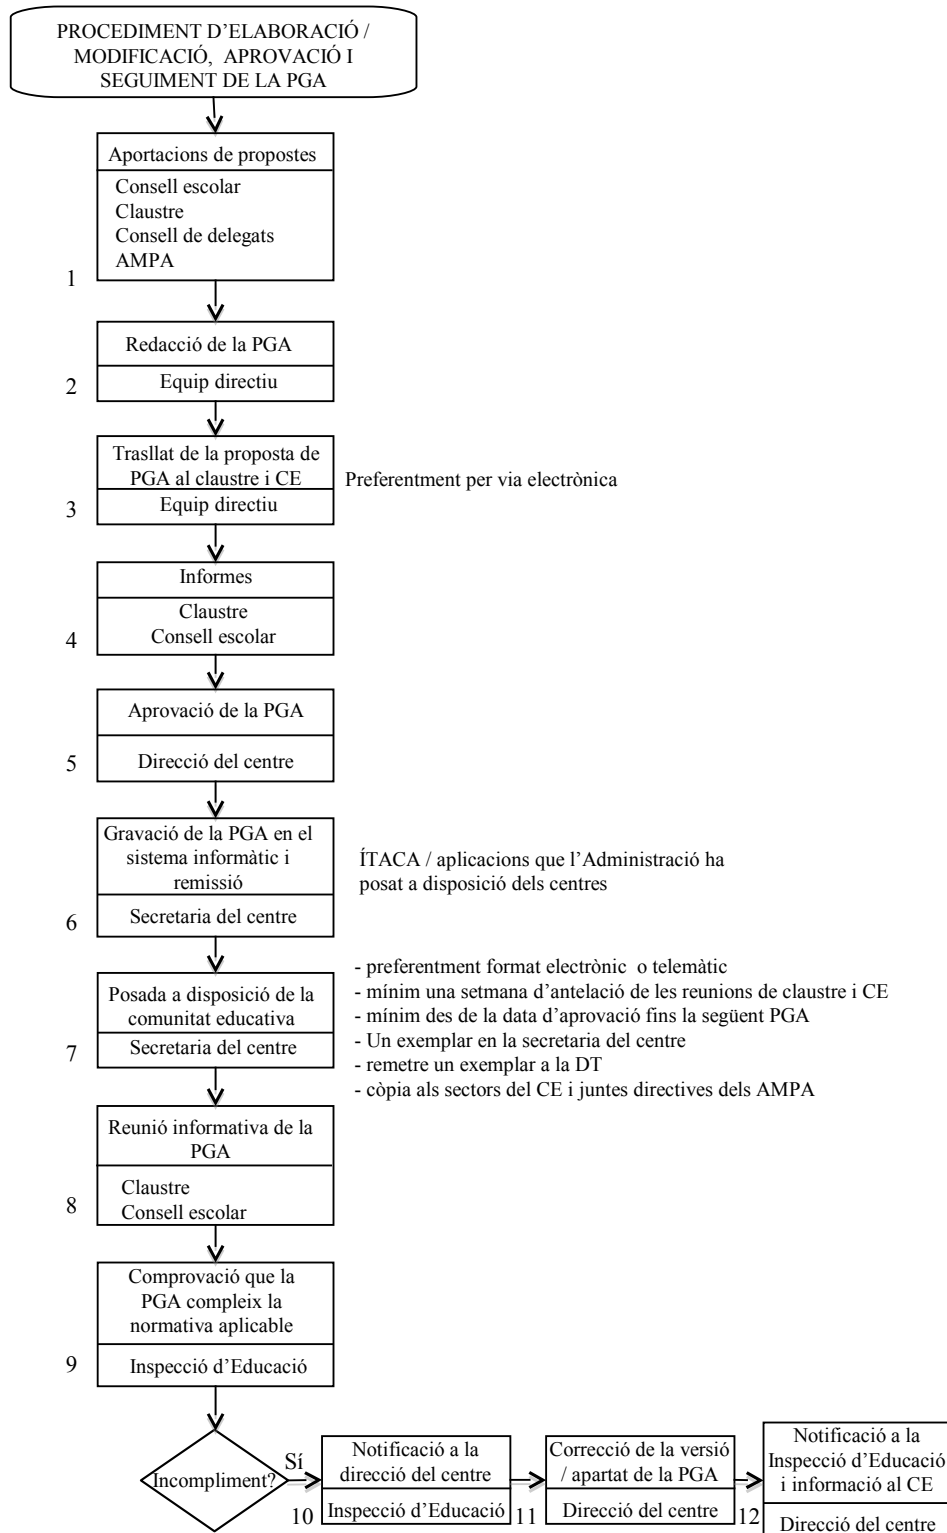 PROCEDIMENT D’ELABORACIÓ /
MODIFICACIÓ, APROVACIÓ I
SEGUIMENT DE LA PGA
Aportacions de propostes
Consell escolar
Claustre
Consell de delegats
AMPA
1
Redacció de la PGA
Equip directiu
2
Trasllat de la proposta de
PGA al claustre i CE
Equip directiu
3
Preferentment per via electrònica
Informes
Claustre
Consell escolar
4
Aprovació de la PGA
Direcció del centre
5
Gravació de la PGA en el
sistema informàtic i
remissió
Secretaria del centre
6
ÍTACA / aplicacions que l’Administració ha
posat a disposició dels centres
Posada a disposició de la
comunitat educativa
Secretaria del centre
7
- preferentment format electrònic o telemàtic
- mínim una setmana d’antelació de les reunions de claustre i CE
- mínim des de la data d’aprovació fins la següent PGA
- Un exemplar en la secretaria del centre
- remetre un exemplar a la DT
- còpia als sectors del CE i juntes directives dels AMPA
Reunió informativa de la
PGA
Claustre
Consell escolar
8
Comprovació que la
PGA compleix la
normativa aplicable
Inspecció d’Educació
9
Incompliment?
Sí
Notificació a la
direcció del centre
Inspecció d’Educació
10
Correcció de la versió
/ apartat de la PGA
Direcció del centre
11
Notificació a la
Inspecció d’Educació
i informació al CE
Direcció del centre
12